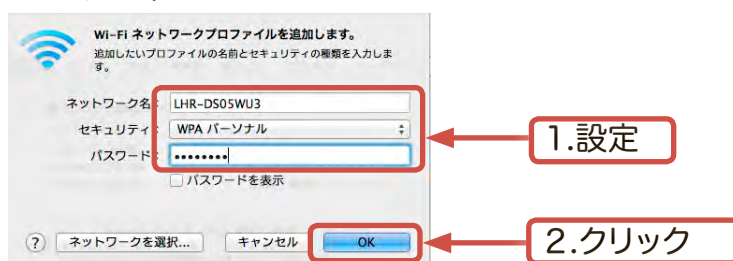 Wi-Fi ネットワークプロファイルを追加します。
追加したいプロファイルの名前とセキュリティの種類を入力しま
す。
ネットワーク名: LHR-DS05WU3
セキュリティ: WPA パーソナル
パスワード: ••••••••
パスワードを表示
1.設定
? ネットワークを選択... キャンセル OK
2.クリック